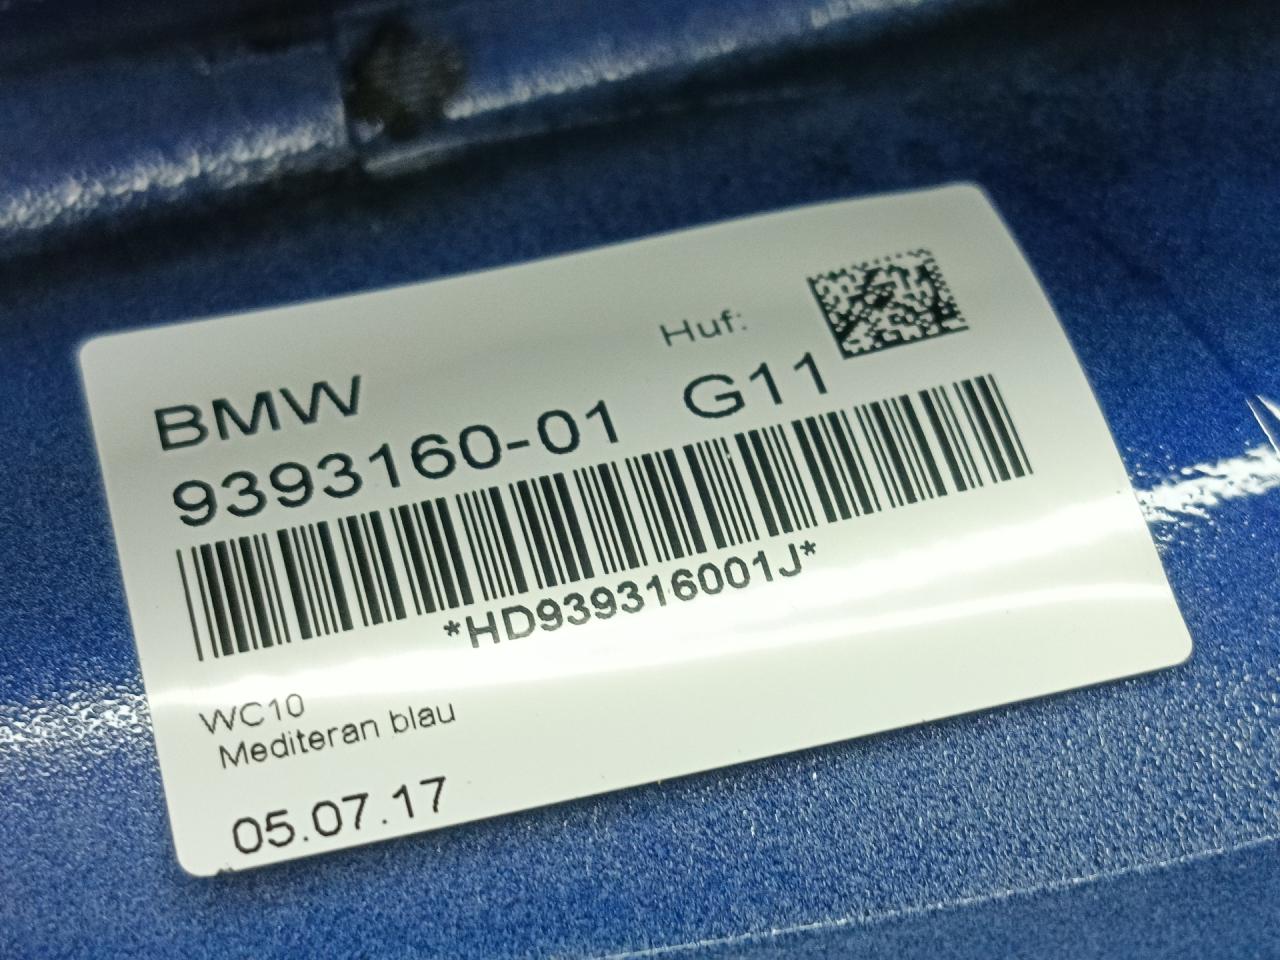 Huf:
BMW
9393160-01 G11
*HD939316001J*
WC10
Mediteran blau
05.07.17